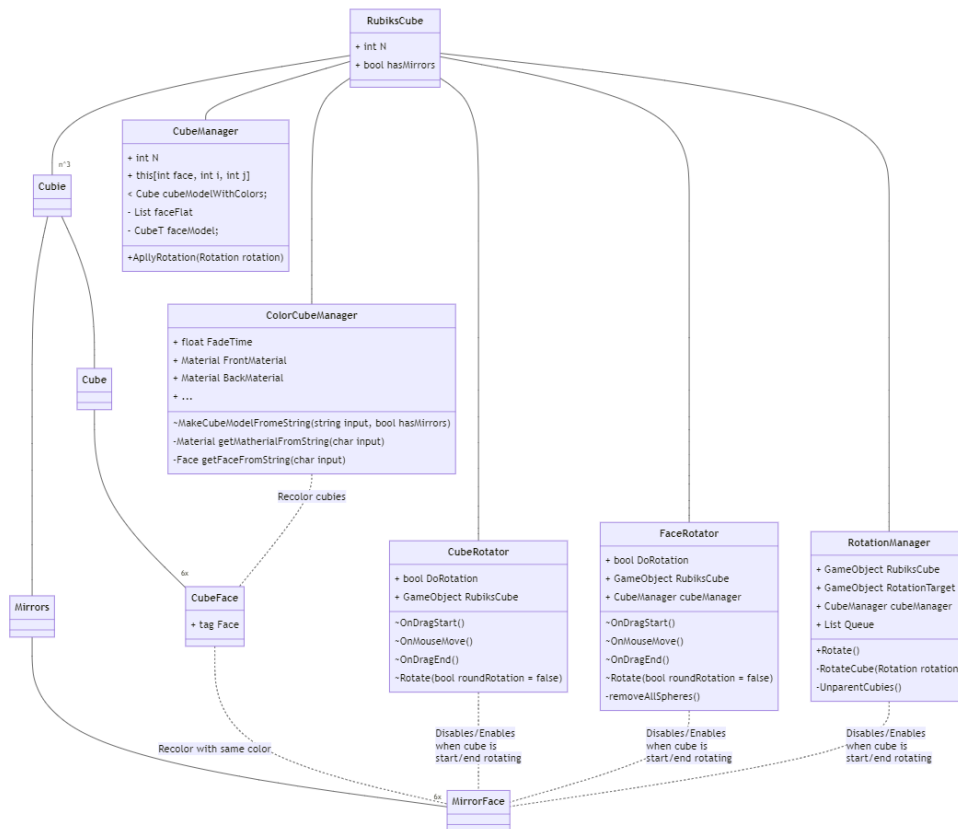 RubiksCube
+ int N
+ bool hasMirrors
CubeManager
+ int N
+ this[int face, int i, int j]
< Cube cubeModelWithColors;
- List faceFlat
- CubeT faceModel;
+ApllyRotation(Rotation rotation)
n^3
Cubie
ColorCubeManager
+ float FadeTime
+ Material FrontMaterial
+ Material BackMaterial
+ ...
~MakeCubeModelFromeString(string input, bool hasMirrors)
-Material getMatherialFromString(char input)
-Face getFaceFromString(char input)
Cube
Recolor cubies
CubeRotator
+ bool DoRotation
+ GameObject RubiksCube
~OnDragStart()
~OnMouseMove()
~OnDragEnd()
~Rotate(bool roundRotation = false)
FaceRotator
+ bool DoRotation
+ GameObject RubiksCube
+ CubeManager cubeManager
~OnDragStart()
~OnMouseMove()
~OnDragEnd()
~Rotate(bool roundRotation = false)
-removeAllSpheres()
RotationManager
+ GameObject RubiksCube
+ GameObject RotationTarget
+ CubeManager cubeManager
+ List Queue
+Rotate()
-RotateCube(Rotation rotation
-UnparentCubies()
6x
Mirrors
CubeFace
+ tag Face
Recolor with same color
Disables/Enables
when cube is
start/end rotating
Disables/Enables
when cube is
start/end rotating
Disables/Enables
when cube is
start/end rotating
6x
MirrorFace